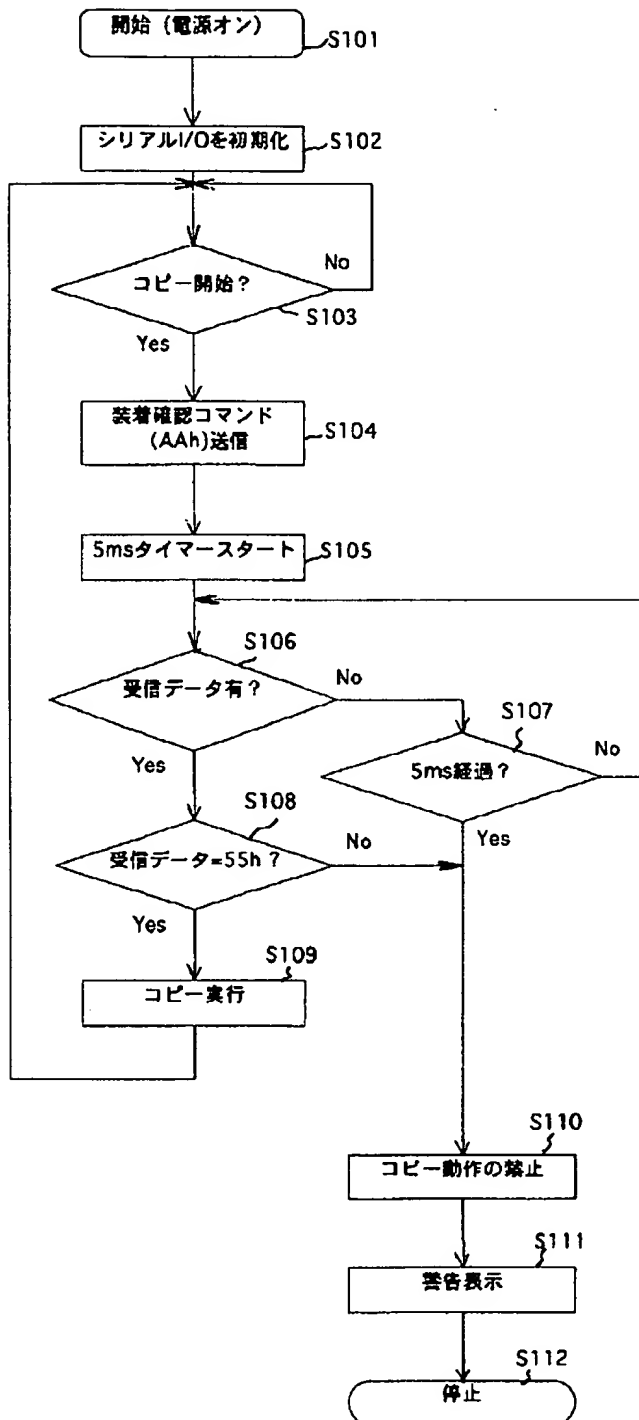 開始（電源オン）
S101
シリアルI/Oを初期化
S102
コピー開始？
No
S103
Yes
装着確認コマンド
(AAh)送信
S104
5msタイマースタート
S105
S106
受信データ有？
No
Yes
S107
5ms経過？
No
Yes
S108
受信データ=55h？
No
Yes
S109
コピー実行
S110
コピー動作の禁止
S111
警告表示
S112
停止